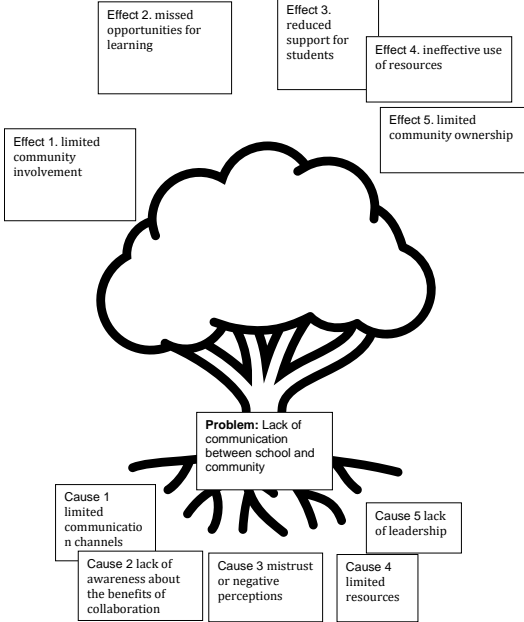 Effect 2. missed
opportunities for
learning
Effect 3.
reduced
support for
students
Effect 4. ineffective use
of resources
Effect 5. limited
community ownership
Effect 1. limited
community
involvement
Problem: Lack of
communication
between school and
community
Cause 1
limited
communicatio
n channels
Cause 2 lack of
awareness about
the benefits of
collaboration
Cause 3 mistrust
or negative
perceptions
Cause 4
limited
resources
Cause 5 lack
of leadership